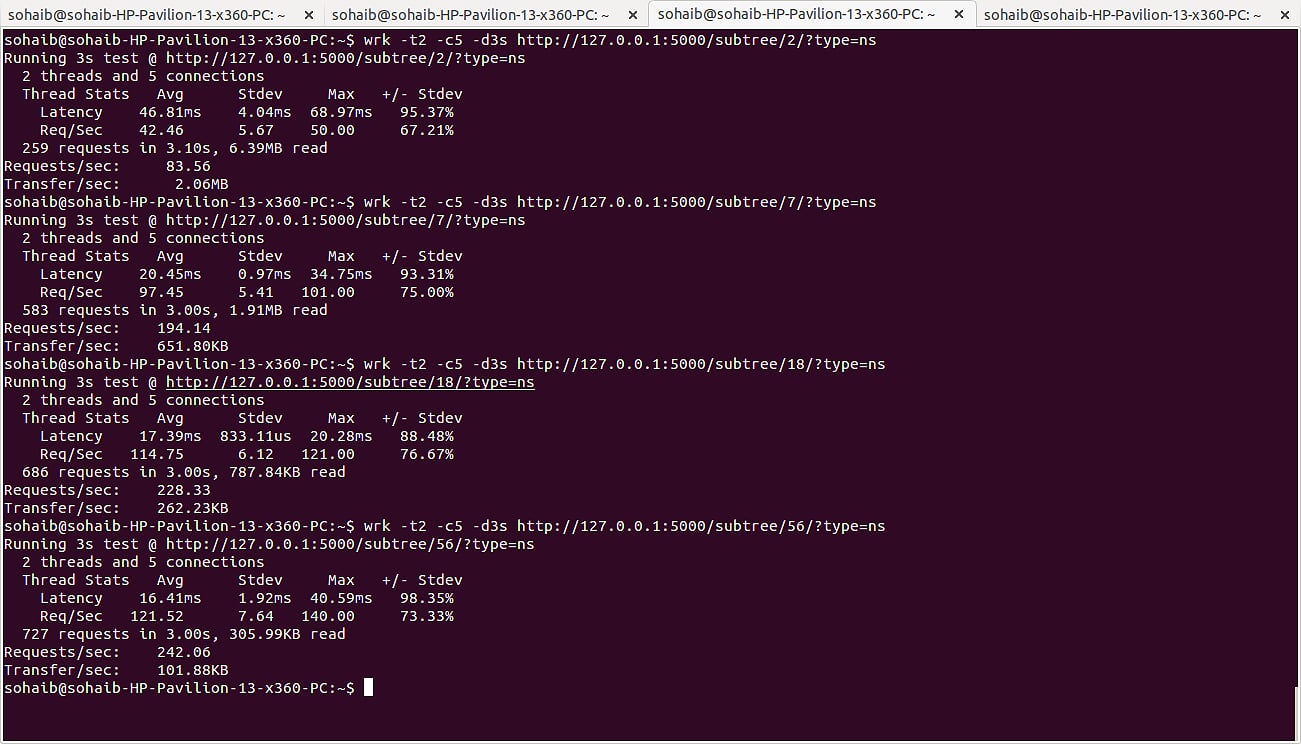 sohaib@sohaib-HP-Pavilion-13-x360-PC: ~ × sohaib@sohaib-HP-Pavilion-13-x360-PC: ~ × sohaib@sohaib-HP-Pavilion-13-x360-PC: ~ × sohaib@sohaib-HP-Pavilion-13-x360-PC: ~ ×
sohaib@sohaib-HP-Pavilion-13-x360-PC:~$ wrk -t2 -c5 -d3s http://127.0.0.1:5000/subtree/2/?type=ns
Running 3s test @ http://127.0.0.1:5000/subtree/2/?type=ns
  2 threads and 5 connections
  Thread Stats   Avg      Stdev     Max   +/- Stdev
    Latency    46.81ms    4.04ms  68.97ms   95.37%
    Req/Sec    42.46      5.67    50.00     67.21%
  259 requests in 3.10s, 6.39MB read
Requests/sec:     83.56
Transfer/sec:      2.06MB
sohaib@sohaib-HP-Pavilion-13-x360-PC:~$ wrk -t2 -c5 -d3s http://127.0.0.1:5000/subtree/7/?type=ns
Running 3s test @ http://127.0.0.1:5000/subtree/7/?type=ns
  2 threads and 5 connections
  Thread Stats   Avg      Stdev     Max   +/- Stdev
    Latency    20.45ms    0.97ms  34.75ms   93.31%
    Req/Sec    97.45      5.41   101.00     75.00%
  583 requests in 3.00s, 1.91MB read
Requests/sec:    194.14
Transfer/sec:    651.80KB
sohaib@sohaib-HP-Pavilion-13-x360-PC:~$ wrk -t2 -c5 -d3s http://127.0.0.1:5000/subtree/18/?type=ns
Running 3s test @ http://127.0.0.1:5000/subtree/18/?type=ns
  2 threads and 5 connections
  Thread Stats   Avg      Stdev     Max   +/- Stdev
    Latency    17.39ms  833.11us  20.28ms   88.48%
    Req/Sec   114.75      6.12   121.00     76.67%
  686 requests in 3.00s, 787.84KB read
Requests/sec:    228.33
Transfer/sec:    262.23KB
sohaib@sohaib-HP-Pavilion-13-x360-PC:~$ wrk -t2 -c5 -d3s http://127.0.0.1:5000/subtree/56/?type=ns
Running 3s test @ http://127.0.0.1:5000/subtree/56/?type=ns
  2 threads and 5 connections
  Thread Stats   Avg      Stdev     Max   +/- Stdev
    Latency    16.41ms    1.92ms  40.59ms   98.35%
    Req/Sec   121.52      7.64   140.00     73.33%
  727 requests in 3.00s, 305.99KB read
Requests/sec:    242.06
Transfer/sec:    101.88KB
sohaib@sohaib-HP-Pavilion-13-x360-PC:~$